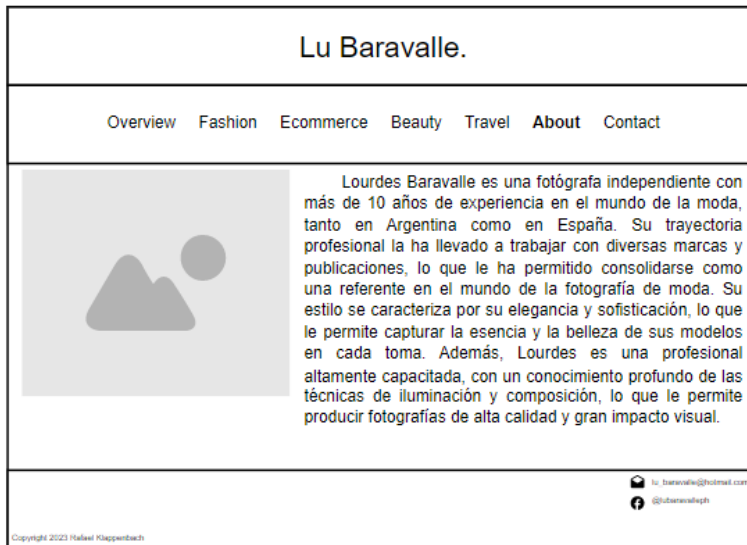 Lu Baravalle.
Overview Fashion Ecommerce Beauty Travel About Contact
Lourdes Baravalle es una fotógrafa independiente con
más de 10 años de experiencia en el mundo de la moda,
tanto en Argentina como en España. Su trayectoria
profesional la ha llevado a trabajar con diversas marcas y
publicaciones, lo que le ha permitido consolidarse como
una referente en el mundo de la fotografía de moda. Su
estilo se caracteriza por su elegancia y sofisticación, lo que
le permite capturar la esencia y la belleza de sus modelos
en cada toma. Además, Lourdes es una profesional
altamente capacitada, con un conocimiento profundo de las
técnicas de iluminación y composición, lo que le permite
producir fotografías de alta calidad y gran impacto visual.
lu_baravalle@hotmail.com
@lubaravalleph
Copyright 2023 Rafael Klappenbach